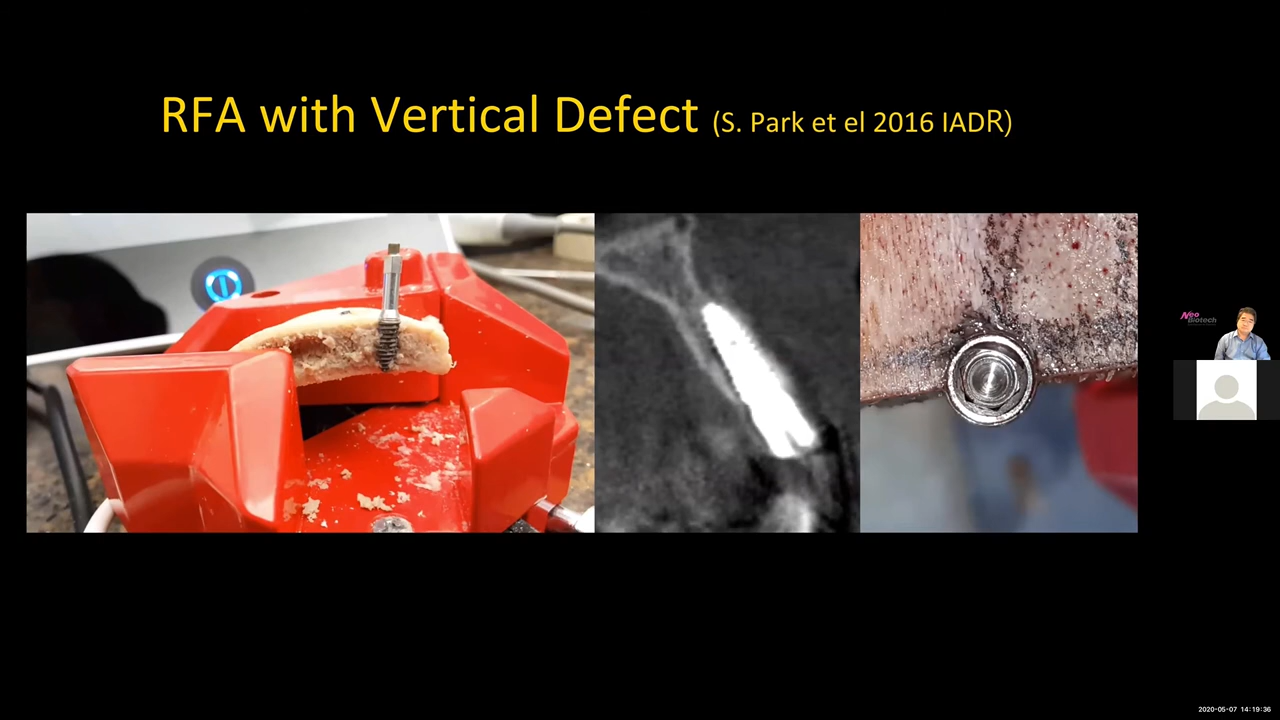 RFA with Vertical Defect (S. Park et el 2016 IADR)
Neo
Biotech
2020-05-07 14:19:36